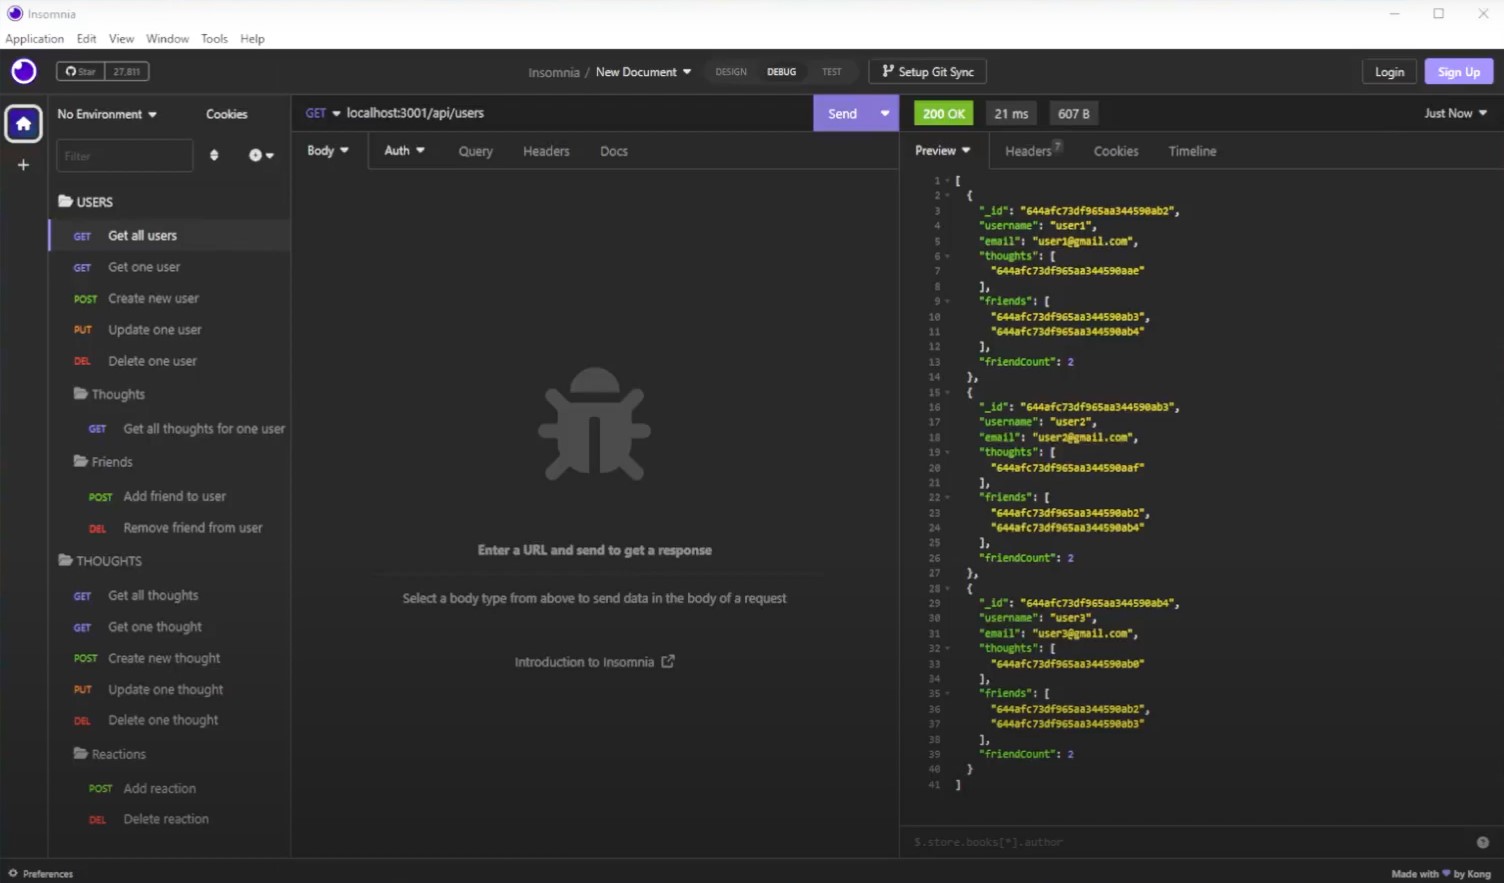 Insomnia
Application Edit View Window Tools Help
Star 27,811
Insomnia / New Document
DESIGN DEBUG TEST
Setup Git Sync
Login Sign Up
No Environment Cookies
Filter
USERS
GET Get all users
GET Get one user
POST Create new user
PUT Update one user
DEL Delete one user
Thoughts
GET Get all thoughts for one user
Friends
POST Add friend to user
DEL Remove friend from user
THOUGHTS
GET Get all thoughts
GET Get one thought
POST Create new thought
PUT Update one thought
DEL Delete one thought
Reactions
POST Add reaction
DEL Delete reaction
GET localhost:3001/api/users Send
Body Auth Query Headers Docs
Enter a URL and send to get a response
Select a body type from above to send data in the body of a request
Introduction to Insomnia
200 OK 21 ms 607 B Just Now
Preview Headers 7 Cookies Timeline
1 [
2 {
3 "_id": "644afc73df965aa344590ab2",
4 "username": "user1",
5 "email": "user1@gmail.com",
6 "thoughts": [
7 "644afc73df965aa344590aae"
8 ],
9 "friends": [
10 "644afc73df965aa344590ab3",
11 "644afc73df965aa344590ab4"
12 ],
13 "friendCount": 2
14 },
15 {
16 "_id": "644afc73df965aa344590ab3",
17 "username": "user2",
18 "email": "user2@gmail.com",
19 "thoughts": [
20 "644afc73df965aa344590aaf"
21 ],
22 "friends": [
23 "644afc73df965aa344590ab2",
24 "644afc73df965aa344590ab4"
25 ],
26 "friendCount": 2
27 },
28 {
29 "_id": "644afc73df965aa344590ab4",
30 "username": "user3",
31 "email": "user3@gmail.com",
32 "thoughts": [
33 "644afc73df965aa344590ab0"
34 ],
35 "friends": [
36 "644afc73df965aa344590ab2",
37 "644afc73df965aa344590ab3"
38 ],
39 "friendCount": 2
40 }
41 ]
$.store.books[*].author
Preferences
Made with 💜 by Kong